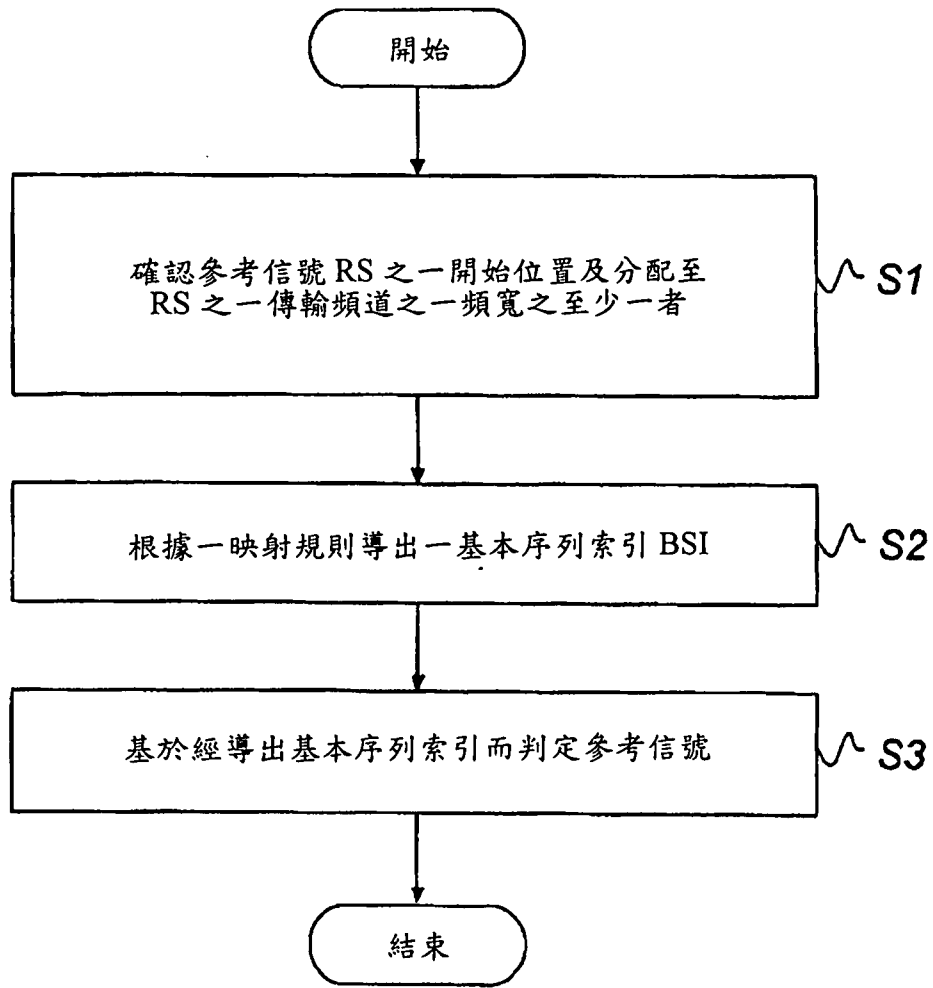 開始
確認參考信號 RS 之一開始位置及分配至
RS 之一傳輸頻道之一頻寬之至少一者
S1
根據一映射規則導出一基本序列索引 BSI
S2
基於經導出基本序列索引而判定參考信號
S3
結束